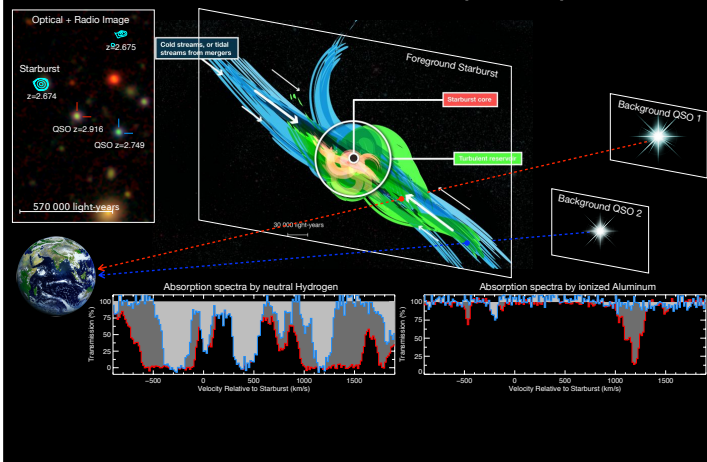 Optical + Radio Image
z=2.675
Starburst
z=2.674
QSO z=2.916
QSO z=2.749
570 000 light-years
Cold streams, or tidal
streams from mergers
Foreground Starburst
Starburst core
Turbulent reservoir
30 000 light-years
Background QSO 1
Background QSO 2
Absorption spectra by neutral Hydrogen
Transmission (%)
100
75
50
25
0
−500
0
500
1000
1500
Velocity Relative to Starburst (km/s)
Absorption spectra by ionized Aluminum
Transmission (%)
100
75
50
25
0
−500
0
500
1000
1500
Velocity Relative to Starburst (km/s)